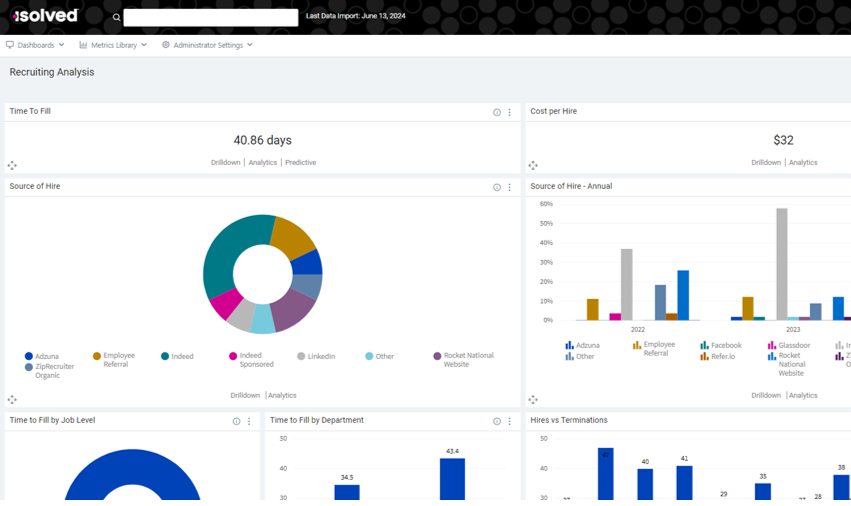 isolved
Last Data Import: June 13, 2024
Dashboards
Metrics Library
Administrator Settings
Recruiting Analysis
Time To Fill
40.86 days
Drilldown | Analytics | Predictive
Cost per Hire
$32
Drilldown | Analytics
Source of Hire
Adzuna
Employee
Referral
Indeed
Indeed
Sponsored
LinkedIn
Other
Rocket National
Website
ZipRecruiter
Organic
Drilldown | Analytics
Source of Hire - Annual
60%
50%
40%
30%
20%
10%
0%
2022
2023
Adzuna
Employee
Referral
Facebook
Glassdoor
Other
Refer.io
Rocket
National
Website
Drilldown | Analytics
Time to Fill by Job Level
Time to Fill by Department
50
40
30
34.5
43.4
Hires vs Terminations
50
40
30
47
40
41
29
35
28
38